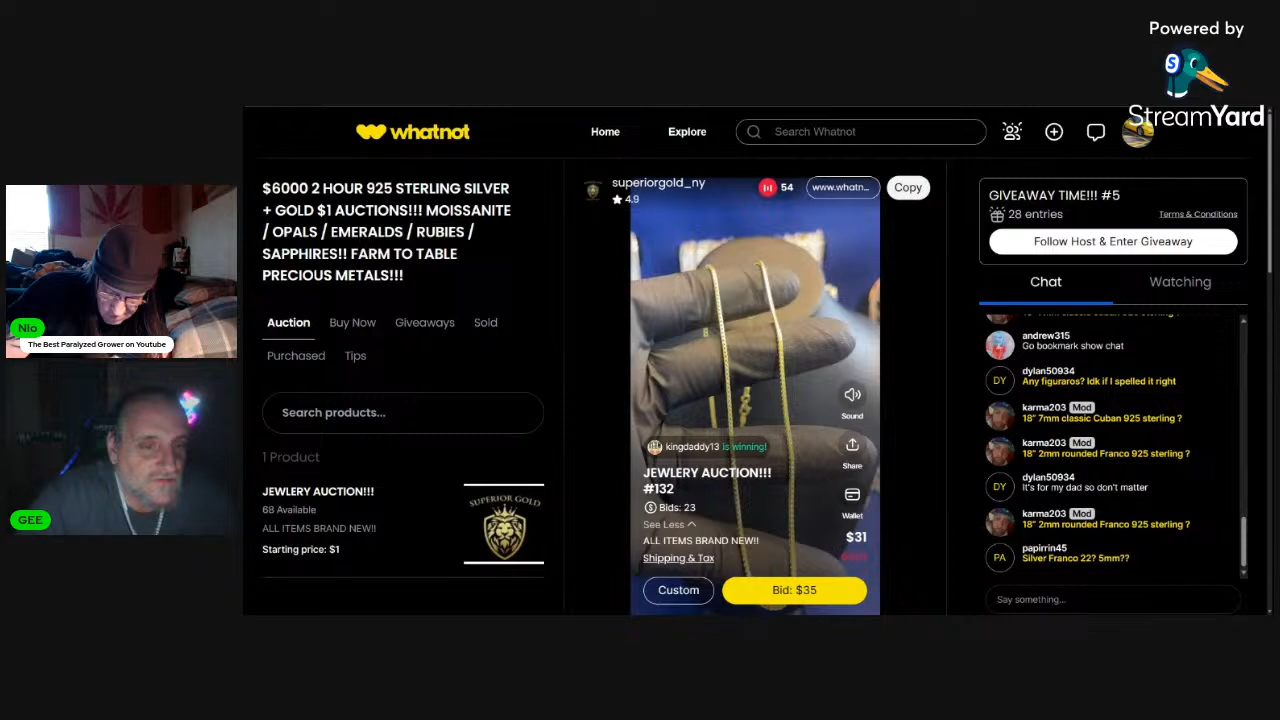 Powered by
StreamYard
whatnot
Home
Explore
Search Whatnot
$6000 2 HOUR 925 STERLING SILVER
+ GOLD $1 AUCTIONS!!! MOISSANITE
/ OPALS / EMERALDS / RUBIES /
SAPPHIRES!! FARM TO TABLE
PRECIOUS METALS!!!
Auction
Buy Now
Giveaways
Sold
Purchased
Tips
Search products...
1 Product
JEWLERY AUCTION!!!
68 Available
ALL ITEMS BRAND NEW!!
Starting price: $1
SUPERIOR GOLD
superiorgold_ny
4.9
54
www.whatn...
Copy
Sound
Share
Wallet
kingdaddy13 is winning!
JEWLERY AUCTION!!!
#132
Bids: 23
See Less
ALL ITEMS BRAND NEW!!
Shipping & Tax
$31
Custom
Bid: $35
GIVEAWAY TIME!!! #5
28 entries
Terms & Conditions
Follow Host & Enter Giveaway
Chat
Watching
andrew315
Go bookmark show chat
DY
dylan50934
Any figuraros? Idk if I spelled it right
karma203 Mod
18" 7mm classic Cuban 925 sterling ?
karma203 Mod
18" 2mm rounded Franco 925 sterling ?
DY
dylan50934
It's for my dad so don't matter
karma203 Mod
18" 2mm rounded Franco 925 sterling ?
PA
papirrin45
Silver Franco 22? 5mm??
Say something...
Nio
The Best Paralyzed Grower on Youtube
GEE